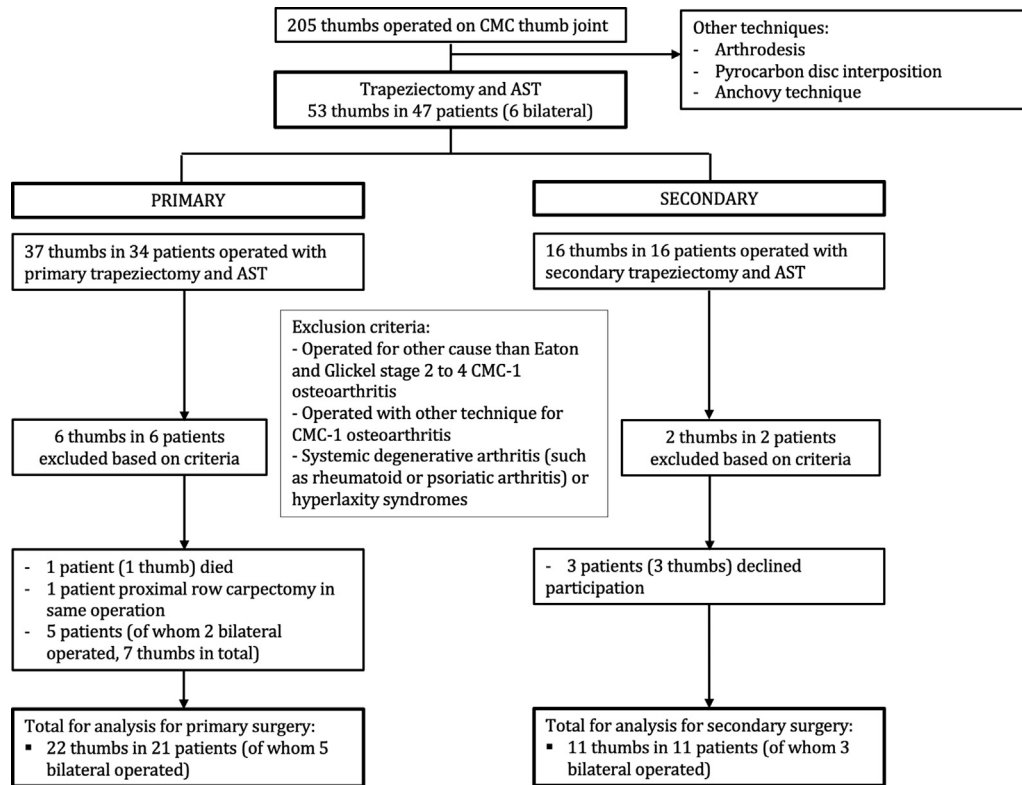 205 thumbs operated on CMC thumb joint
Other techniques:
- Arthrodesis
- Pyrocarbon disc interposition
- Anchovy technique
Trapeziectomy and AST
53 thumbs in 47 patients (6 bilateral)
PRIMARY
SECONDARY
37 thumbs in 34 patients operated with
primary trapeziectomy and AST
16 thumbs in 16 patients operated with
secondary trapeziectomy and AST
Exclusion criteria:
- Operated for other cause than Eaton
and Glickel stage 2 to 4 CMC-1
osteoarthritis
- Operated with other technique for
CMC-1 osteoarthritis
- Systemic degenerative arthritis (such
as rheumatoid or psoriatic arthritis) or
hyperlaxity syndromes
6 thumbs in 6 patients
excluded based on criteria
2 thumbs in 2 patients
excluded based on criteria
- 1 patient (1 thumb) died
- 1 patient proximal row carpectomy in
same operation
- 5 patients (of whom 2 bilateral
operated, 7 thumbs in total)
- 3 patients (3 thumbs) declined
participation
Total for analysis for primary surgery:
▪ 22 thumbs in 21 patients (of whom 5
bilateral operated)
Total for analysis for secondary surgery:
▪ 11 thumbs in 11 patients (of whom 3
bilateral operated)